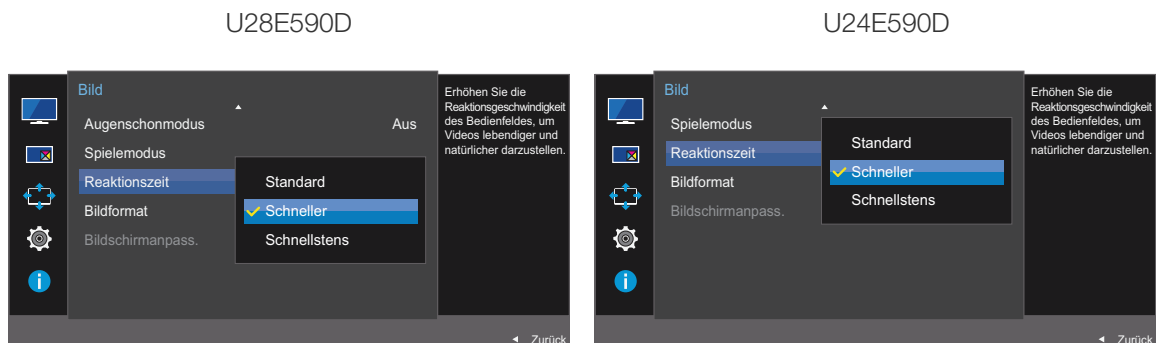 U28E590D
Bild
Augenschonmodus Aus
Spielemodus
Reaktionszeit
Bildformat
Bildschirmanpass.
Standard
Schneller
Schnellstens
Erhöhen Sie die
Reaktionsgeschwindigkeit
des Bedienfeldes, um
Videos lebendiger und
natürlicher darzustellen.
Zurück
U24E590D
Bild
Spielemodus
Reaktionszeit
Bildformat
Bildschirmanpass.
Standard
Schneller
Schnellstens
Erhöhen Sie die
Reaktionsgeschwindigkeit
des Bedienfeldes, um
Videos lebendiger und
natürlicher darzustellen.
Zurück